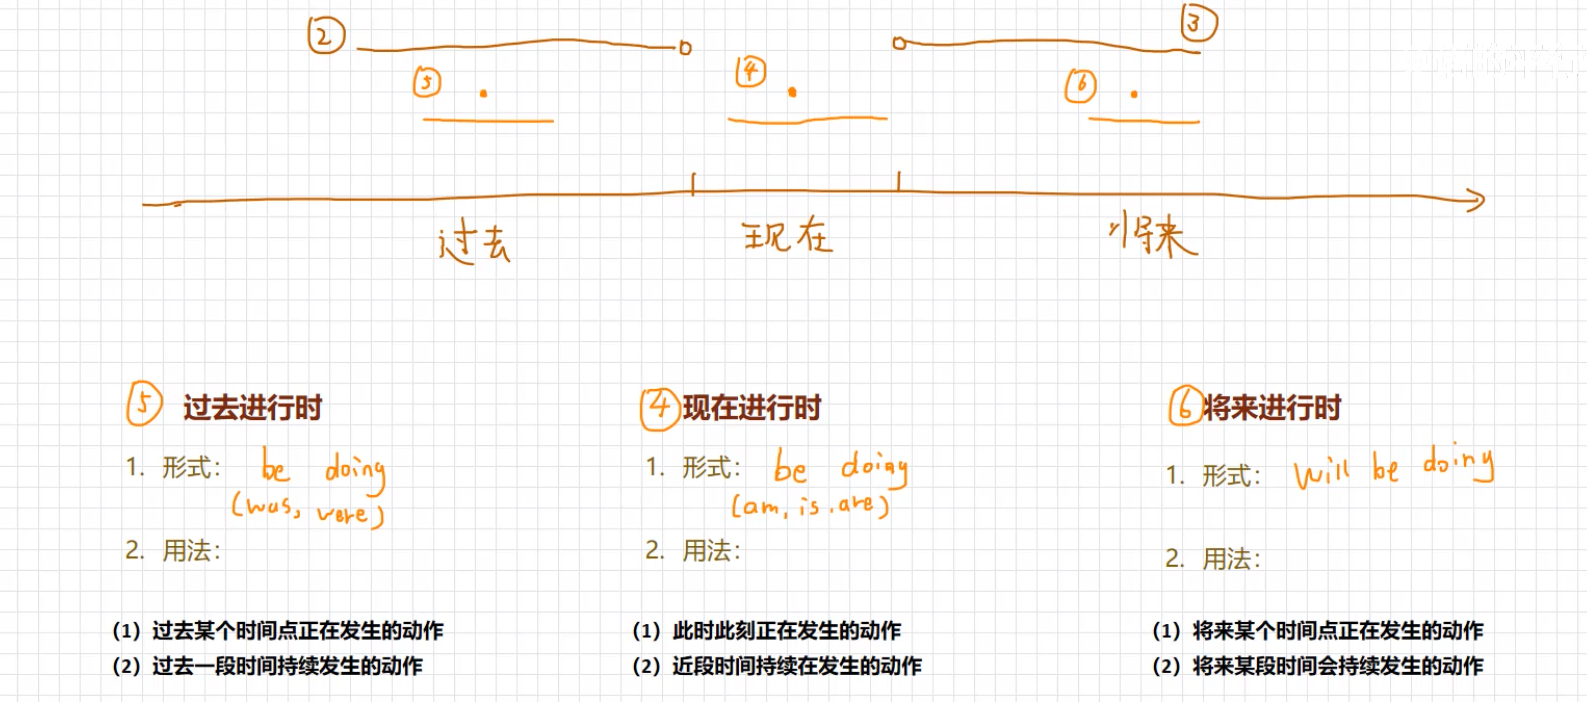 ② ③
⑤ ④ ⑥
过去 现在 将来
⑤ 过去进行时
1. 形式： be doing
(was, were)
2. 用法：
（1）过去某个时间点正在发生的动作
（2）过去一段时间持续发生的动作
④ 现在进行时
1. 形式： be doing
(am, is, are)
2. 用法：
（1）此时此刻正在发生的动作
（2）近段时间持续在发生的动作
⑥ 将来进行时
1. 形式： will be doing
2. 用法：
（1）将来某个时间点正在发生的动作
（2）将来某段时间会持续发生的动作